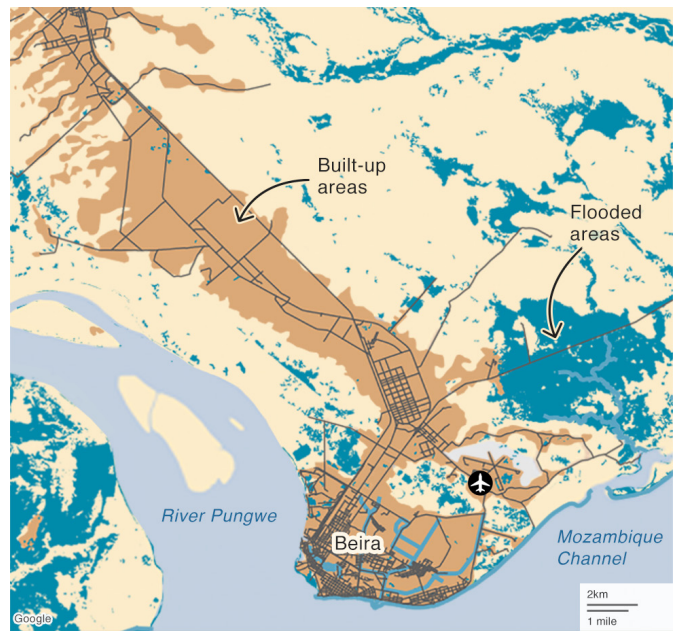 Built-up
areas
Flooded
areas
River Pungwe
Beira
Mozambique
Channel
2km
1 mile
Google